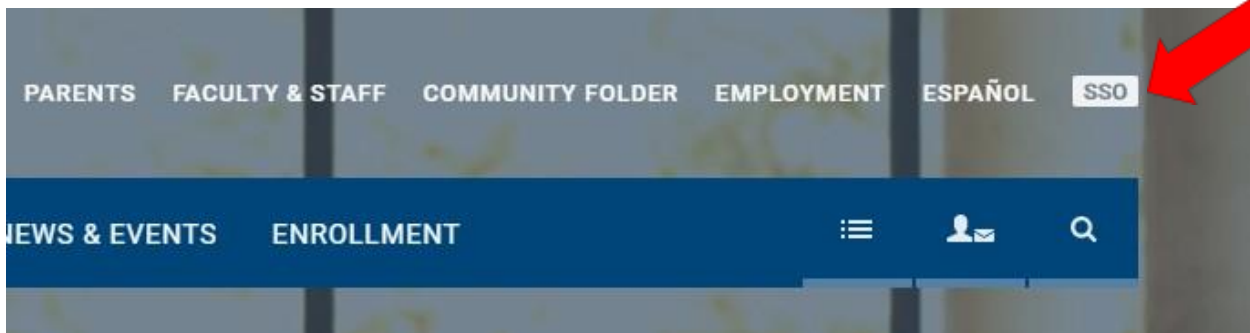 PARENTS FACULTY & STAFF COMMUNITY FOLDER EMPLOYMENT ESPAÑOL SSO
NEWS & EVENTS ENROLLMENT